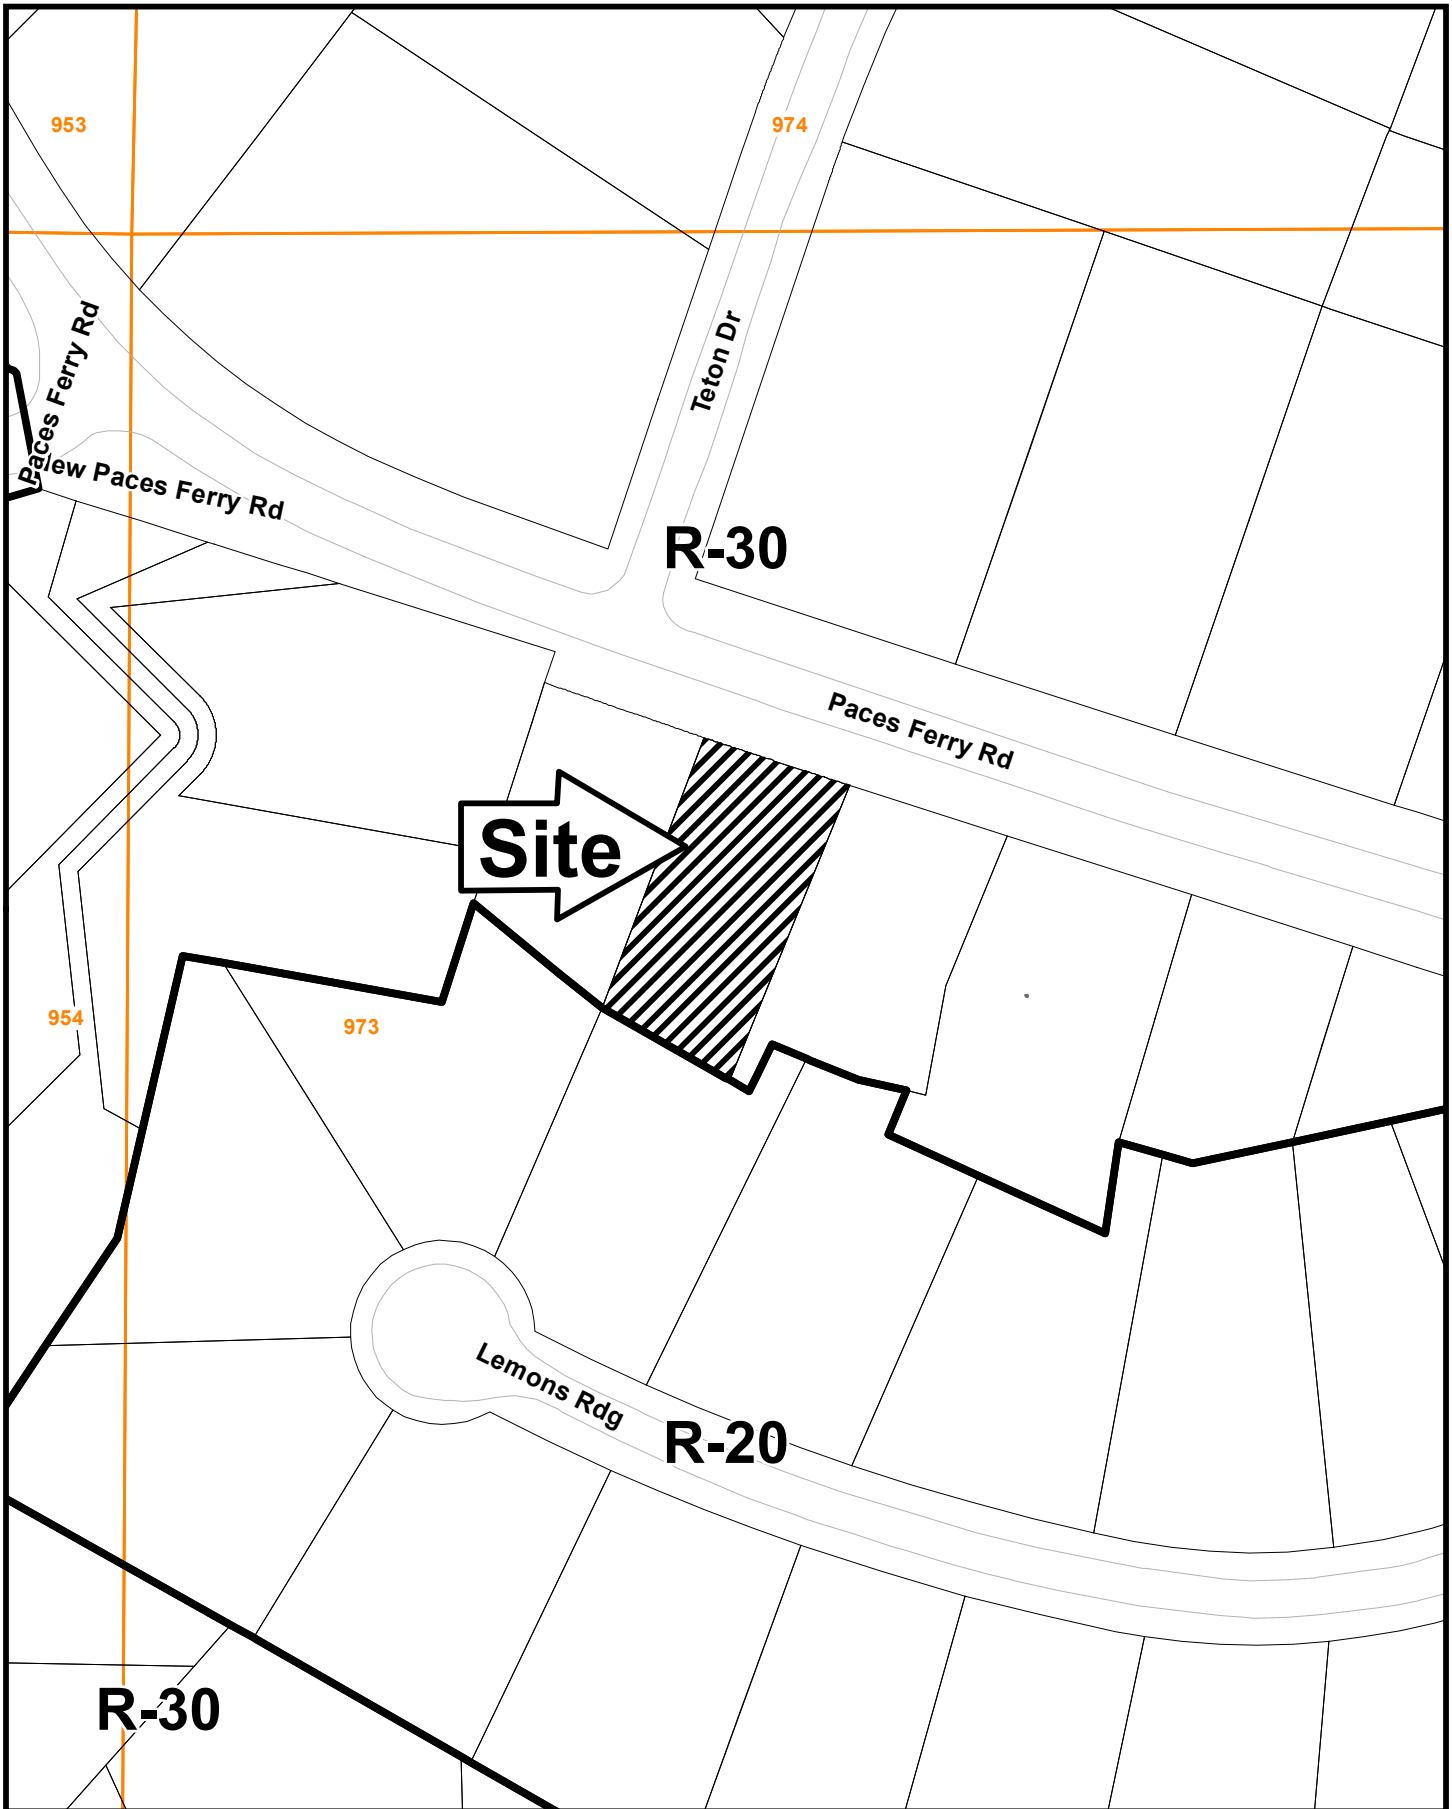 953
974
Paces Ferry Rd
Teton Dr
New Paces Ferry Rd
R-30
Paces Ferry Rd
Site
954
973
Lemons Rdg
R-20
R-30